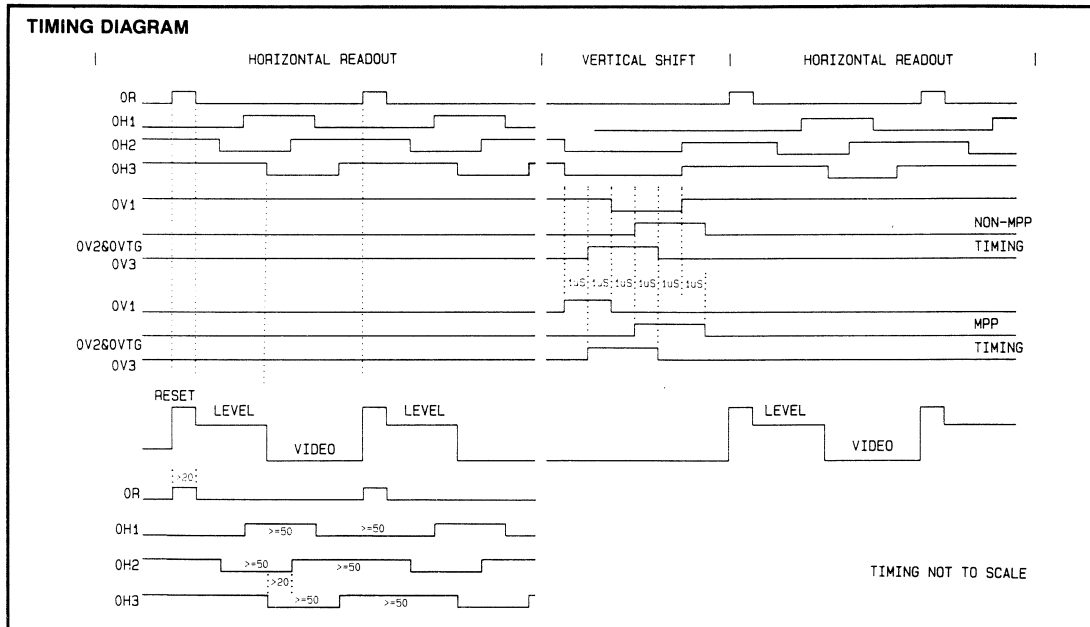 TIMING DIAGRAM
| HORIZONTAL READOUT | VERTICAL SHIFT | HORIZONTAL READOUT |
0R
0H1
0H2
0H3
0V1
NON-MPP
0V2&0VTG
TIMING
0V3
1uS 1uS 1uS 1uS 1uS 1uS
0V1
MPP
0V2&0VTG
TIMING
0V3
RESET
LEVEL LEVEL LEVEL
VIDEO VIDEO
>20
0R
0H1 >=50 >=50
0H2 >=50 >=50
>20
TIMING NOT TO SCALE
0H3 >=50 >=50